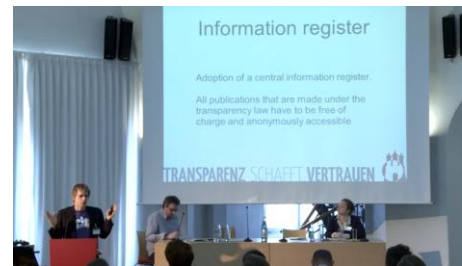 Information register
Adoption of a central information register.
All publications that are made under the
transparency law have to be free of
charge and anonymously accessible
TRANSPARENZ SCHAFFT VERTRAUEN